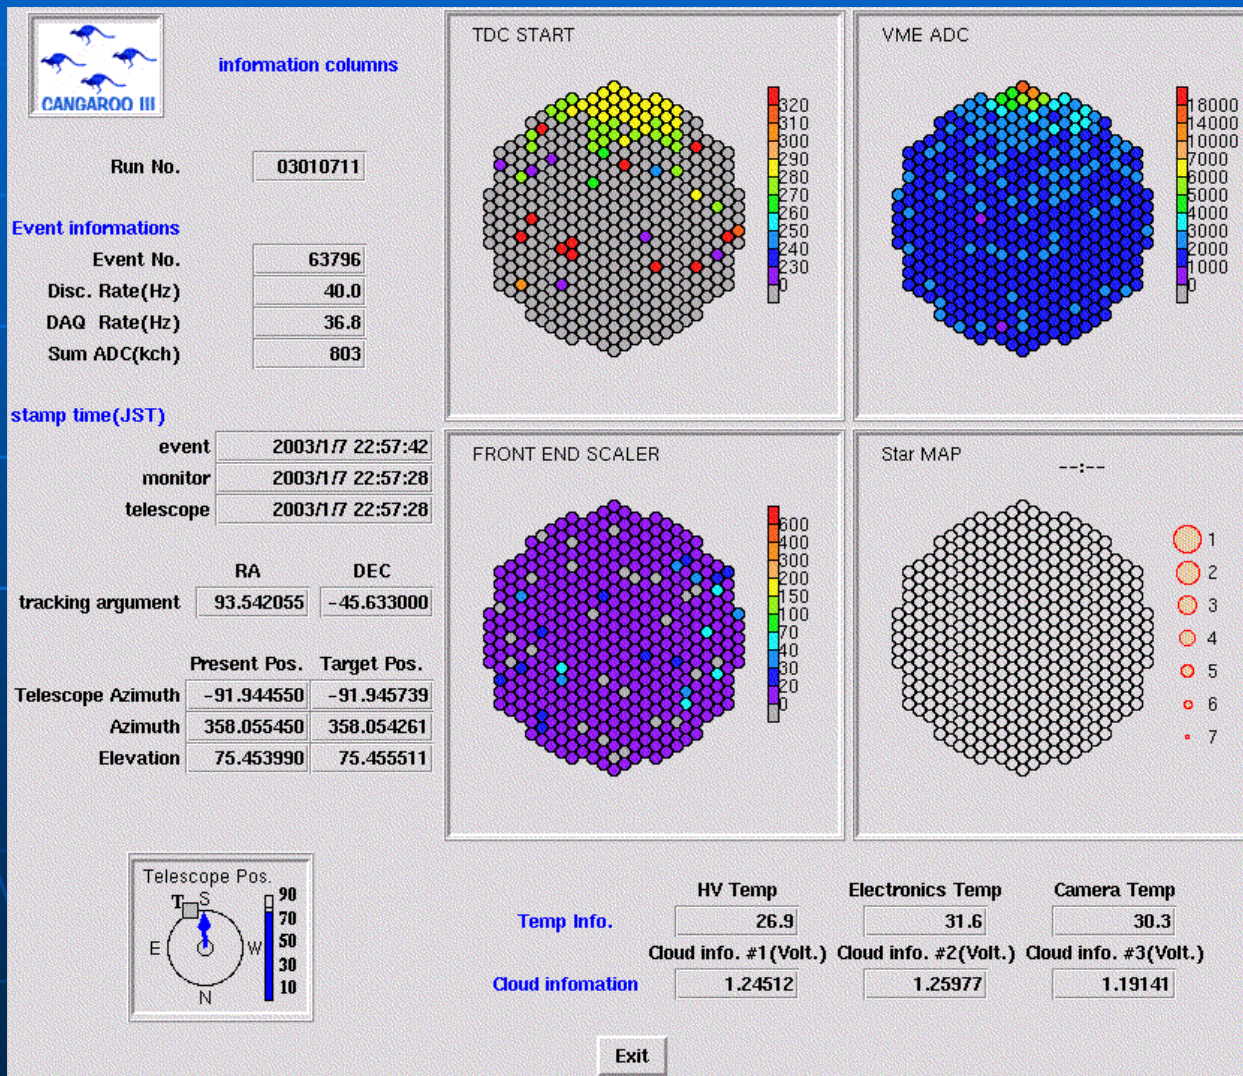 CANGAROO III
information columns
Run No. 03010711
Event informations
Event No. 63796
Disc. Rate(Hz) 40.0
DAQ Rate(Hz) 36.8
Sum ADC(kch) 803
stamp time(JST)
event 2003/1/7 22:57:42
monitor 2003/1/7 22:57:28
telescope 2003/1/7 22:57:28
RA DEC
tracking argument 93.542055 -45.633000
Present Pos. Target Pos.
Telescope Azimuth -91.944550 -91.945739
Azimuth 358.055450 358.054261
Elevation 75.453990 75.455511
Telescope Pos.
T S
E W
N
90
70
50
30
10
TDC START
320
310
300
290
280
270
260
250
240
230
0
VME ADC
18000
14000
9000
7000
6000
5000
4000
3000
2000
1000
0
FRONT END SCALER
600
400
300
200
150
100
70
40
30
20
0
Star MAP
--:--
1
2
3
4
5
6
7
HV Temp Electronics Temp Camera Temp
Temp Info. 26.9 31.6 30.3
Cloud info. #1(Volt.) Cloud info. #2(Volt.) Cloud info. #3(Volt.)
Cloud infomation 1.24512 1.25977 1.19141
Exit